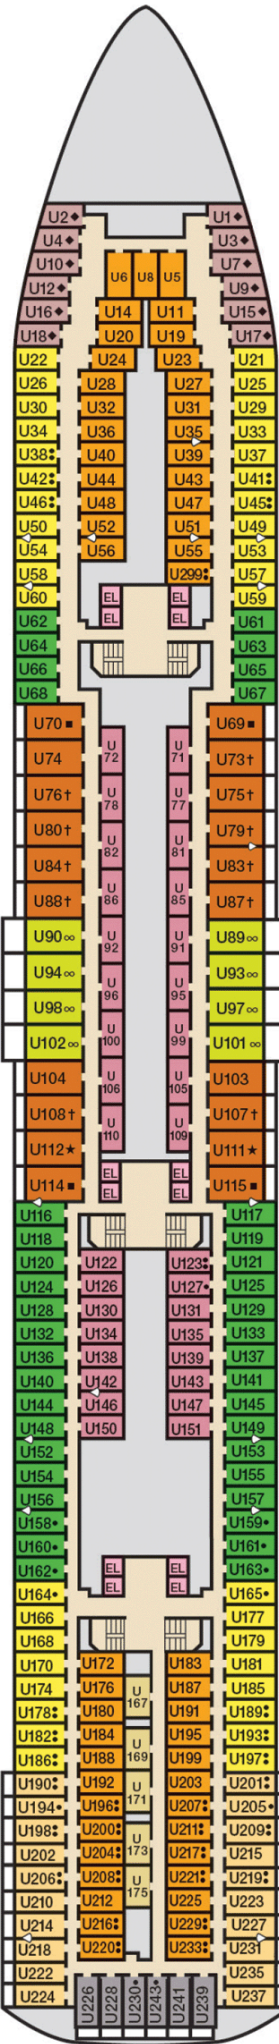 U2◆ U1◆
U4◆ U3◆
U10◆ U6 U8 U5 U7◆
U12◆ U9◆
U16◆ U14 U11 U15◆
U18◆ U20 U19 U17◆
U22 U24 U23 U21
U26 U28 U27 U25
U30 U32 U31 U29
U34 U36 U35 U33
U38: U40 U39 U37
U42: U44 U43 U41:
U46: U48 U47 U45:
U50 U52 U51 U49
U54 U56 U55 U53
U58 U299: U57
U60 EL EL U59
U62 EL EL U61
U64 U63
U66 U65
U68 U67
U70■ U69■
U74 U72 U71 U73†
U76† U78 U77 U75†
U80† U82 U81 U79†
U84† U83†
U88† U86 U85 U87†
U90∞ U92 U91 U89∞
U94∞ U96 U95 U93∞
U98∞ U97∞
U102∞ U100 U99 U101∞
U104 U106 U105 U103
U108† U110 U109 U107†
U112★ U111★
U114■ EL EL U115■
EL EL
U116 U117
U118 U119
U120 U122 U123: U121
U124 U126 U127• U125
U128 U130 U131 U129
U132 U134 U135 U133
U136 U138 U139 U137
U140 U142 U143 U141
U144 U146 U147 U145
U148 U150 U151 U149
U152 U153
U154 U155
U156 U157
U158• U159•
U160• EL EL U161•
U162• EL EL U163•
U164• U165•
U166 U177
U168 U179
U170 U172 U183 U181
U174 U176 U167 U187 U185
U178: U180 U191 U189:
U182: U184 U169 U195 U193:
U186: U188 U199 U197:
U190: U192 U171 U203 U201:
U194• U196: U207: U205•
U198: U200: U173 U211: U209:
U202 U204: U217: U215
U206: U208: U175 U221: U219:
U210 U212 U225 U223
U214 U216: U229: U227
U218 U220: U233: U231
U222 U235
U224 U226 U228 U230• U243• U241 U239 U237